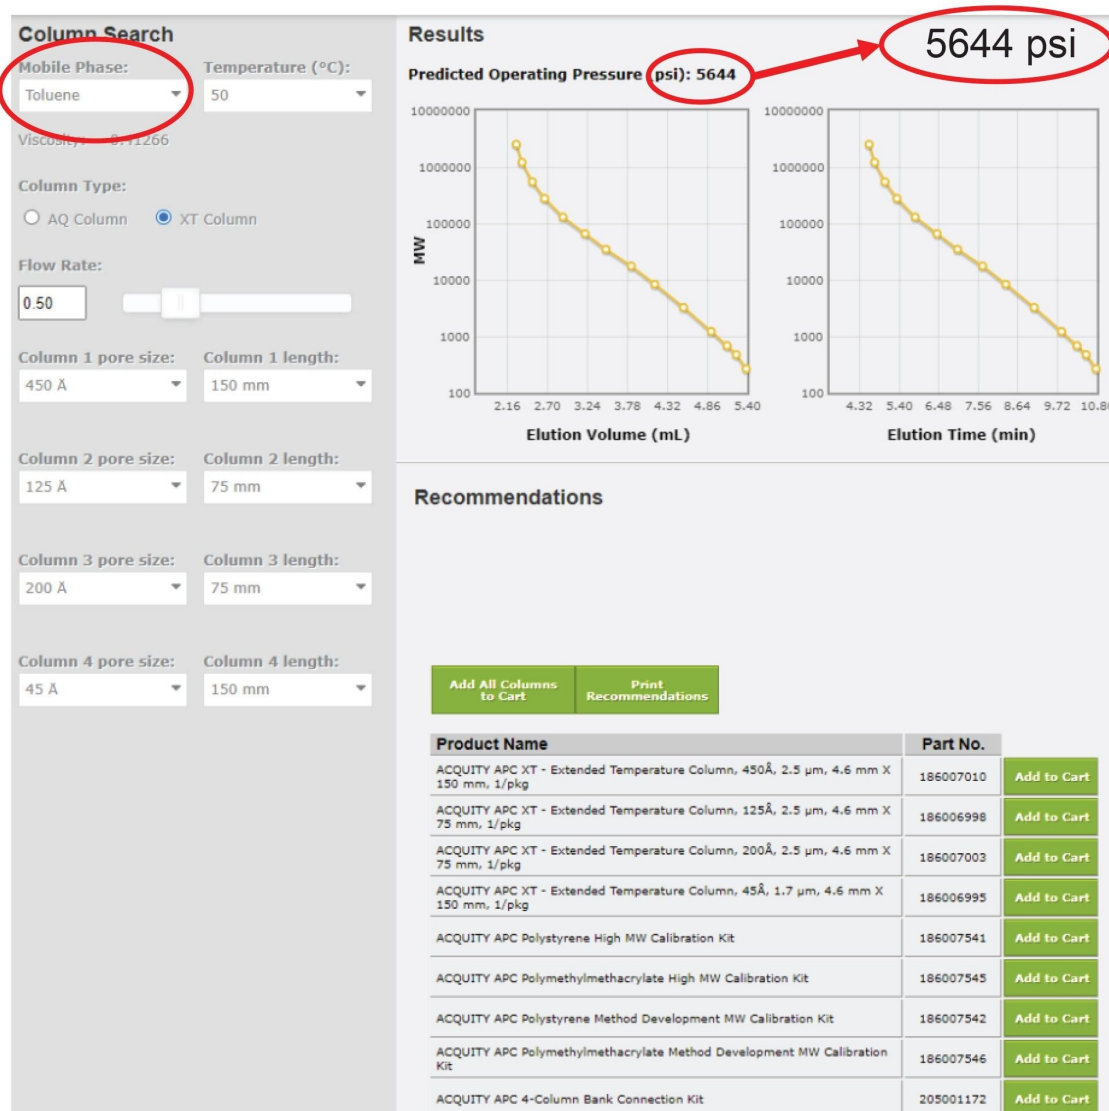 Column Search
Mobile Phase: Temperature (°C):
Toluene 50
Viscosity: 0.41266
Column Type:
AQ Column XT Column
Flow Rate:
0.50
Column 1 pore size: Column 1 length:
450 Å 150 mm
Column 2 pore size: Column 2 length:
125 Å 75 mm
Column 3 pore size: Column 3 length:
200 Å 75 mm
Column 4 pore size: Column 4 length:
45 Å 150 mm
Results
5644 psi
Predicted Operating Pressure (psi): 5644
MW
10000000
1000000
100000
10000
1000
100
2.16 2.70 3.24 3.78 4.32 4.86 5.40
Elution Volume (mL)
10000000
1000000
100000
10000
1000
100
4.32 5.40 6.48 7.56 8.64 9.72 10.80
Elution Time (min)
Recommendations
Add All Columns
to Cart
Print
Recommendations
Product Name Part No.
ACQUITY APC XT - Extended Temperature Column, 450Å, 2.5 µm, 4.6 mm X
150 mm, 1/pkg
186007010 Add to Cart
ACQUITY APC XT - Extended Temperature Column, 125Å, 2.5 µm, 4.6 mm X
75 mm, 1/pkg
186006998 Add to Cart
ACQUITY APC XT - Extended Temperature Column, 200Å, 2.5 µm, 4.6 mm X
75 mm, 1/pkg
186007003 Add to Cart
ACQUITY APC XT - Extended Temperature Column, 45Å, 1.7 µm, 4.6 mm X
150 mm, 1/pkg
186006995 Add to Cart
ACQUITY APC Polystyrene High MW Calibration Kit 186007541 Add to Cart
ACQUITY APC Polymethylmethacrylate High MW Calibration Kit 186007545 Add to Cart
ACQUITY APC Polystyrene Method Development MW Calibration Kit 186007542 Add to Cart
ACQUITY APC Polymethylmethacrylate Method Development MW Calibration
Kit
186007546 Add to Cart
ACQUITY APC 4-Column Bank Connection Kit 205001172 Add to Cart